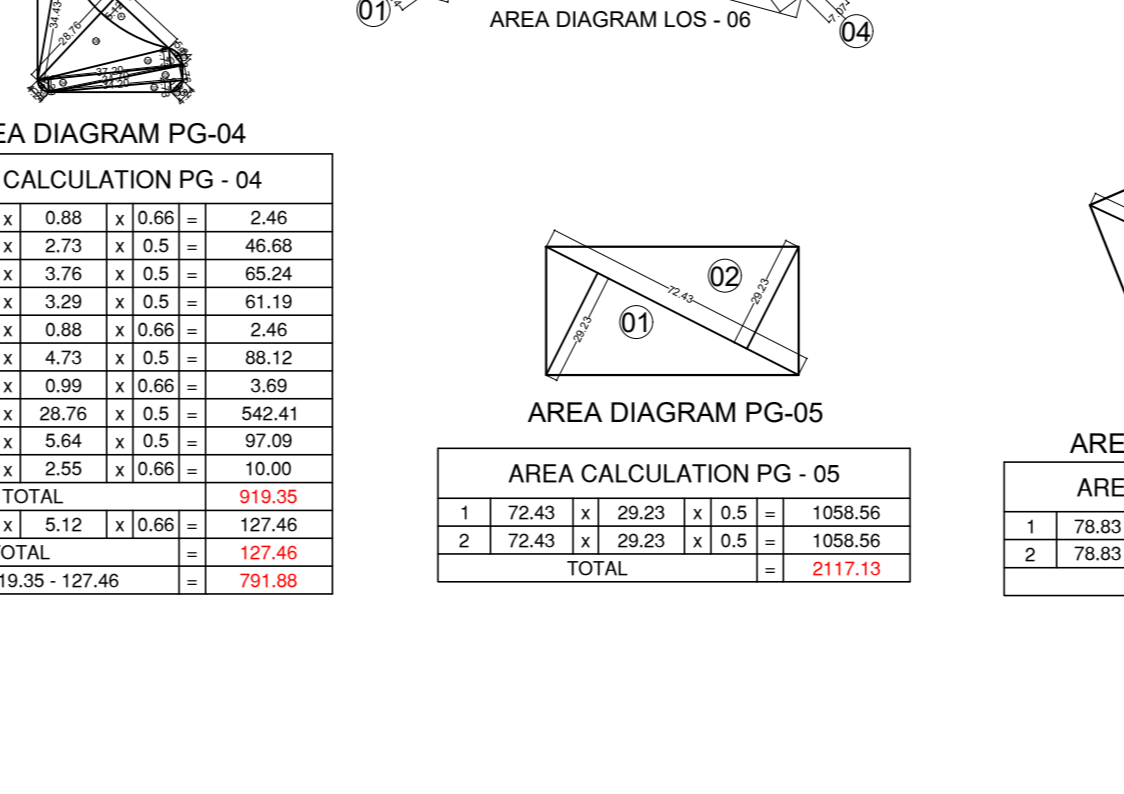 01
AREA DIAGRAM LOS - 06
7.07
04
34.43
28.76
37.20
34.20
EA DIAGRAM PG-04
CALCULATION PG - 04
x 0.88 x 0.66 = 2.46
x 2.73 x 0.5 = 46.68
x 3.76 x 0.5 = 65.24
x 3.29 x 0.5 = 61.19
x 0.88 x 0.66 = 2.46
x 4.73 x 0.5 = 88.12
x 0.99 x 0.66 = 3.69
x 28.76 x 0.5 = 542.41
x 5.64 x 0.5 = 97.09
x 2.55 x 0.66 = 10.00
TOTAL 919.35
x 5.12 x 0.66 = 127.46
OTAL = 127.46
19.35 - 127.46 = 791.88
02
72.43
29.23
01
29.23
AREA DIAGRAM PG-05
AREA CALCULATION PG - 05
1 72.43 x 29.23 x 0.5 = 1058.56
2 72.43 x 29.23 x 0.5 = 1058.56
TOTAL = 2117.13
ARE
ARE
1 78.83
2 78.83